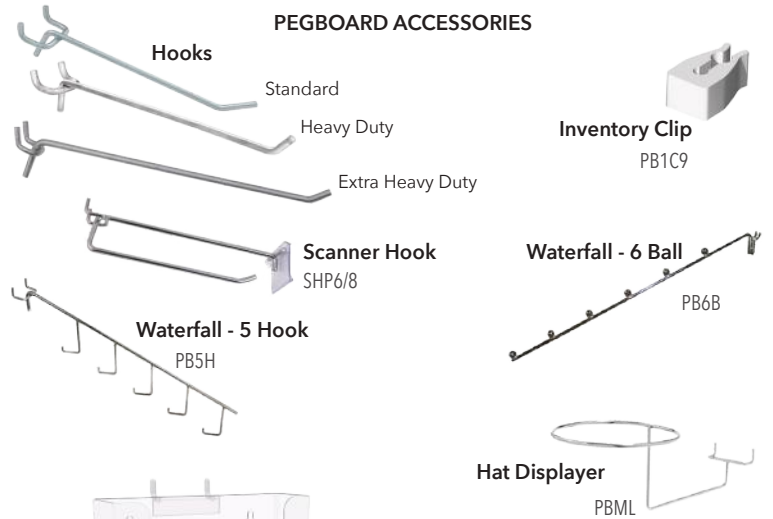 PEGBOARD ACCESSORIES
Hooks
Standard
Heavy Duty
Extra Heavy Duty
Inventory Clip
PB1C9
Scanner Hook
SHP6/8
Waterfall - 6 Ball
PB6B
Waterfall - 5 Hook
PB5H
Hat Displayer
PBML